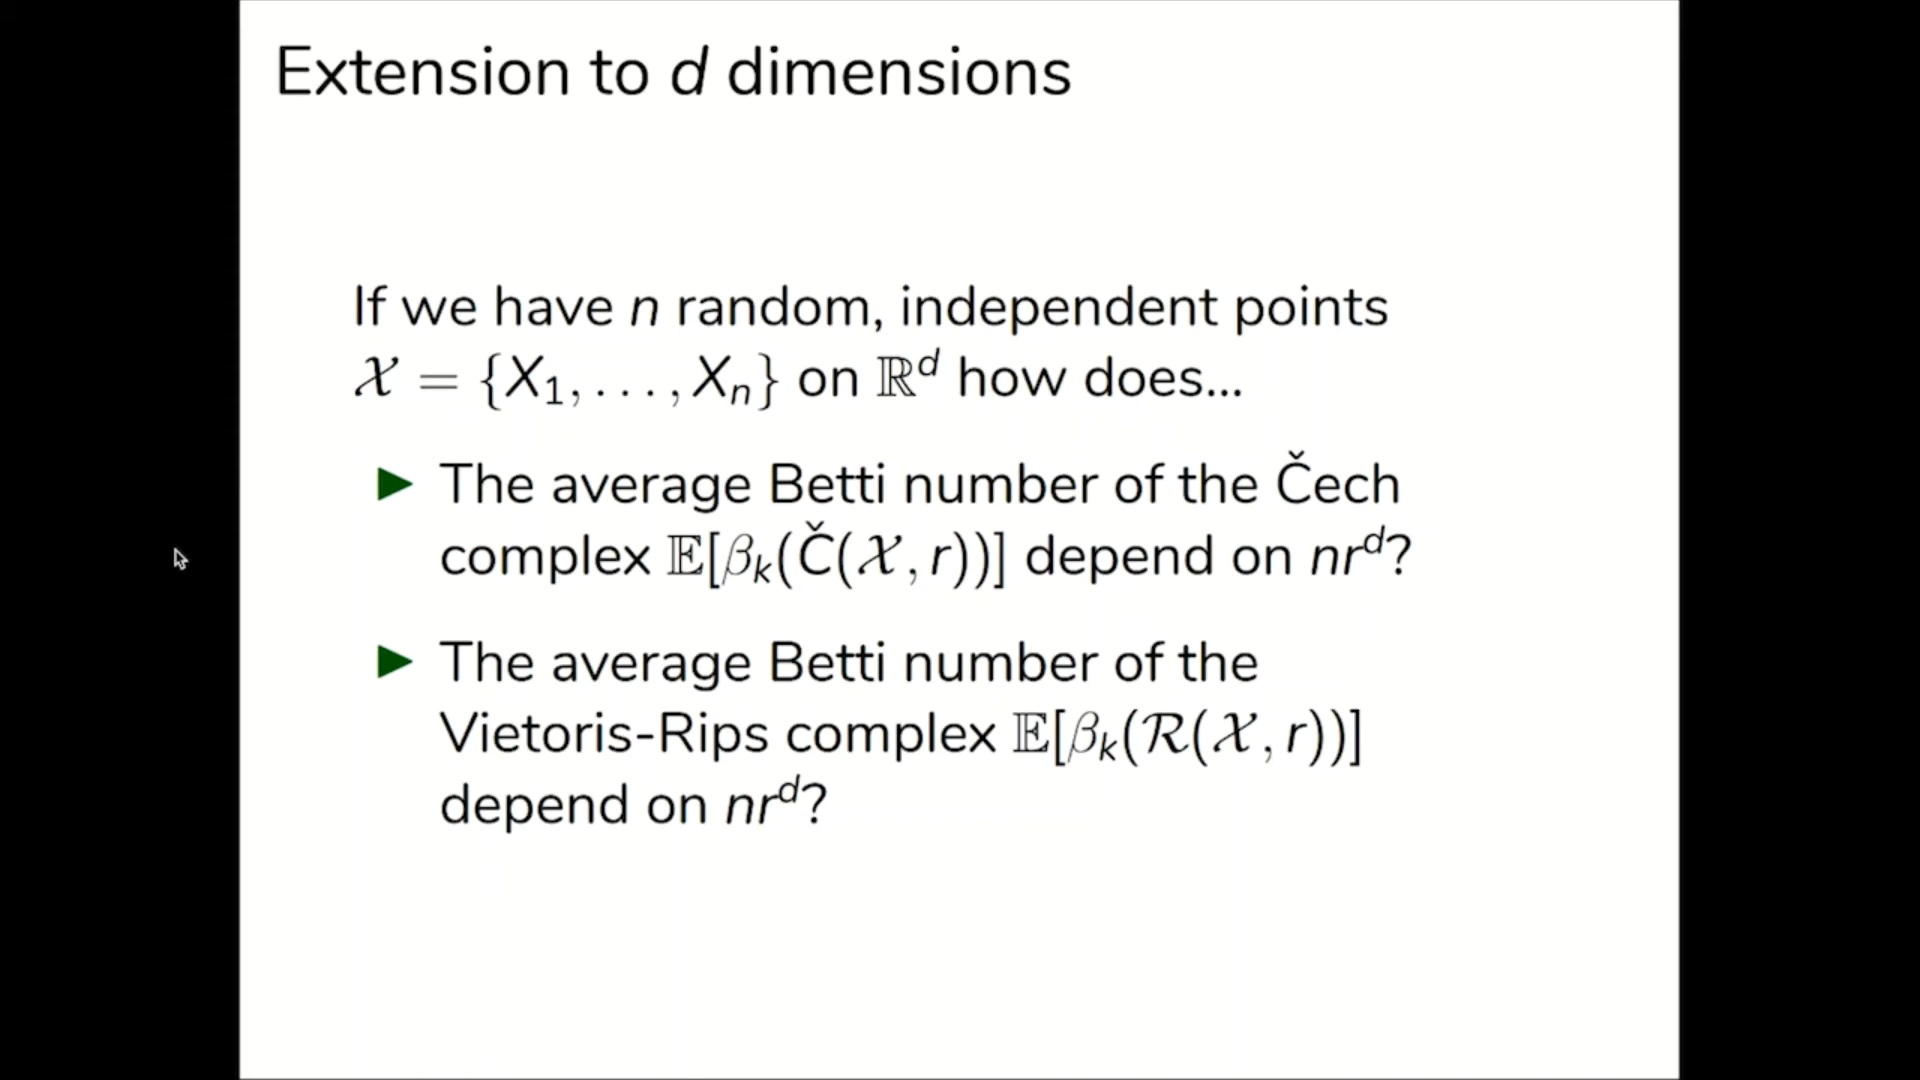 Extension to d dimensions
If we have n random, independent points
𝒳 = {X₁, . . . , Xₙ} on ℝᵈ how does...
▶ The average Betti number of the Čech
complex 𝔼[βₖ(Č(𝒳, r))] depend on nrᵈ?
▶ The average Betti number of the
Vietoris-Rips complex 𝔼[βₖ(ℛ(𝒳, r))]
depend on nrᵈ?